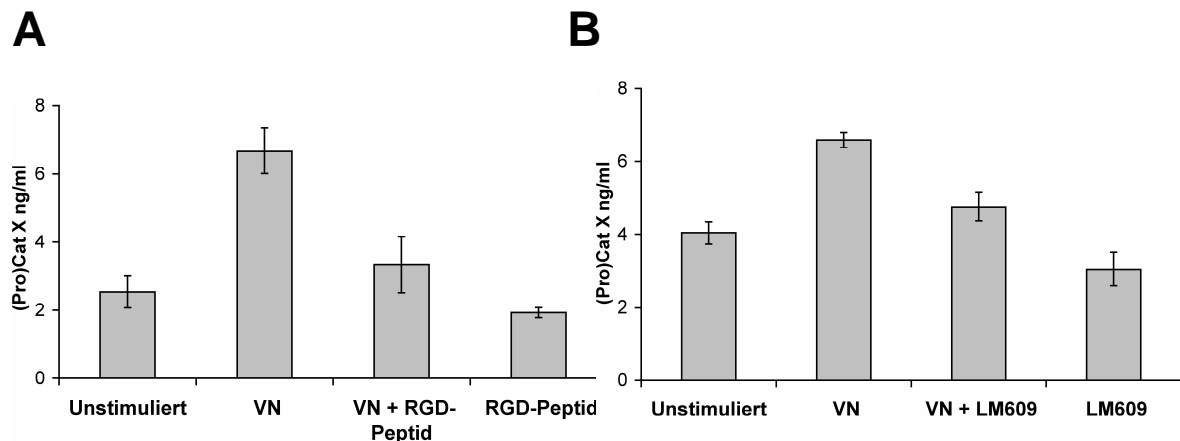 A
(Pro)Cat X ng/ml
8
6
4
2
0
Unstimuliert
VN
VN + RGD-
Peptid
RGD-Peptid
B
(Pro)Cat X ng/ml
8
6
4
2
0
Unstimuliert
VN
VN + LM609
LM609